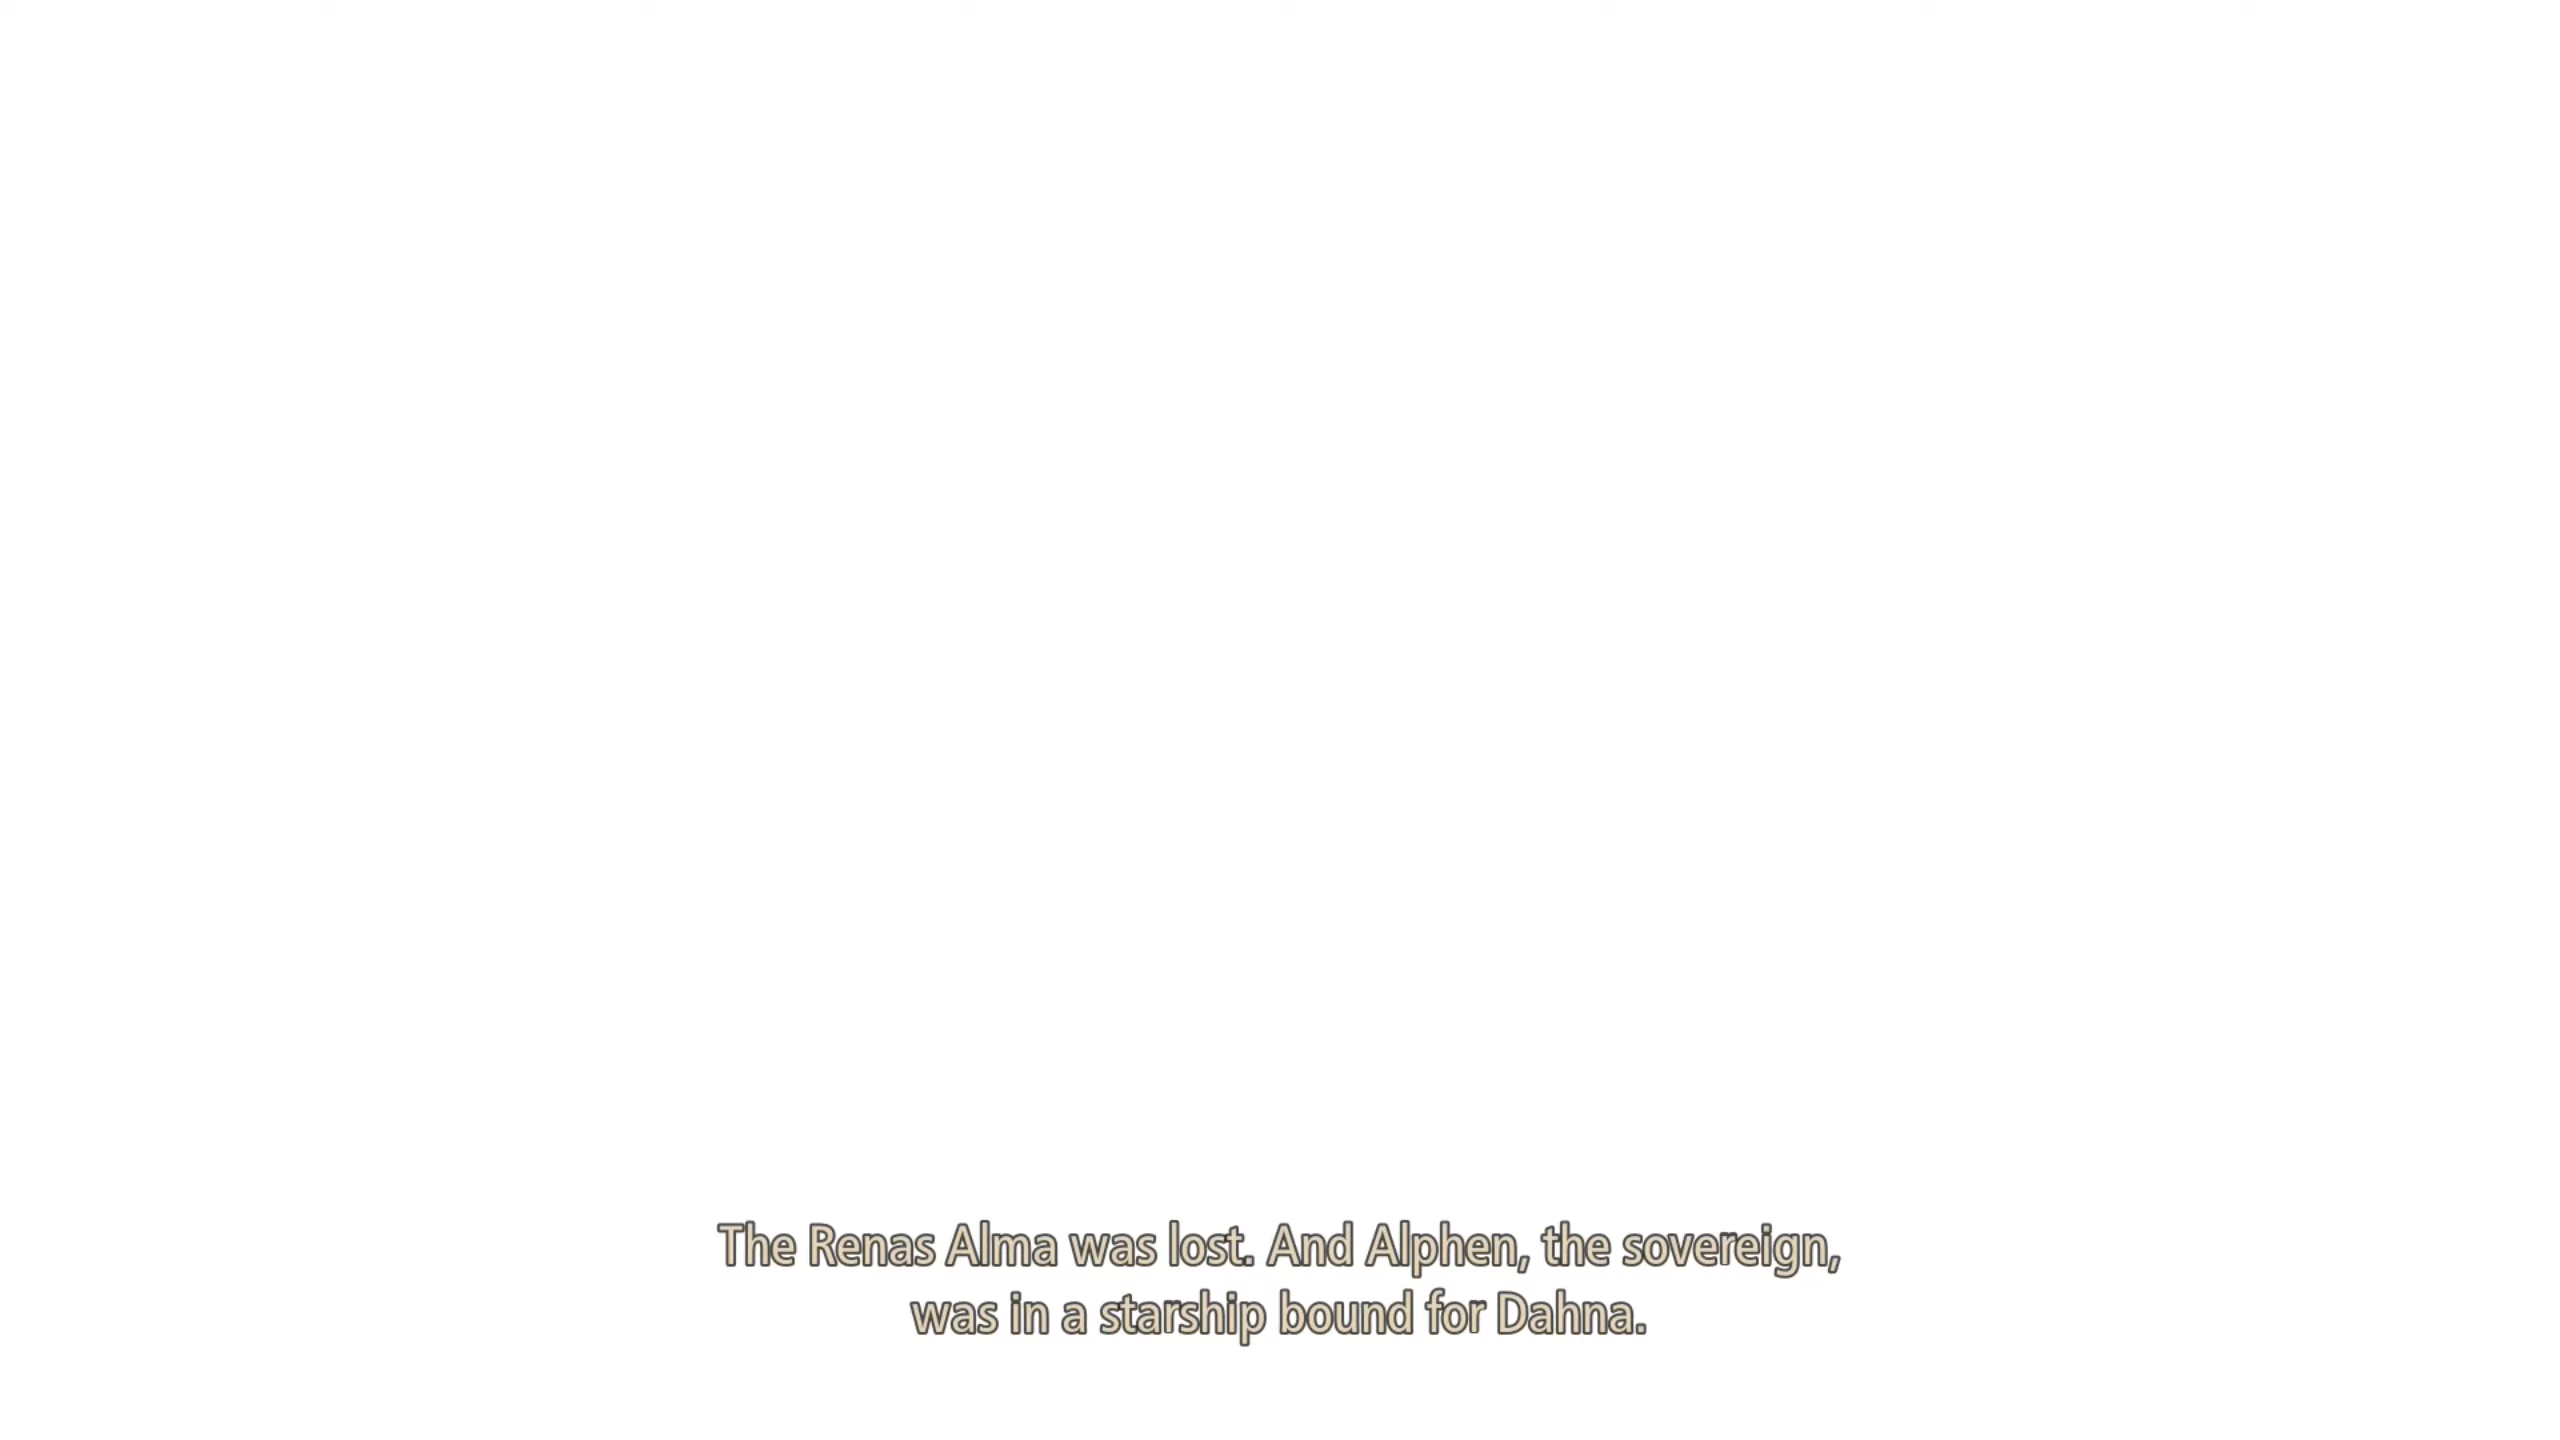 The Renas Alma was lost. And Alphen, the sovereign,
was in a starship bound for Dahna.